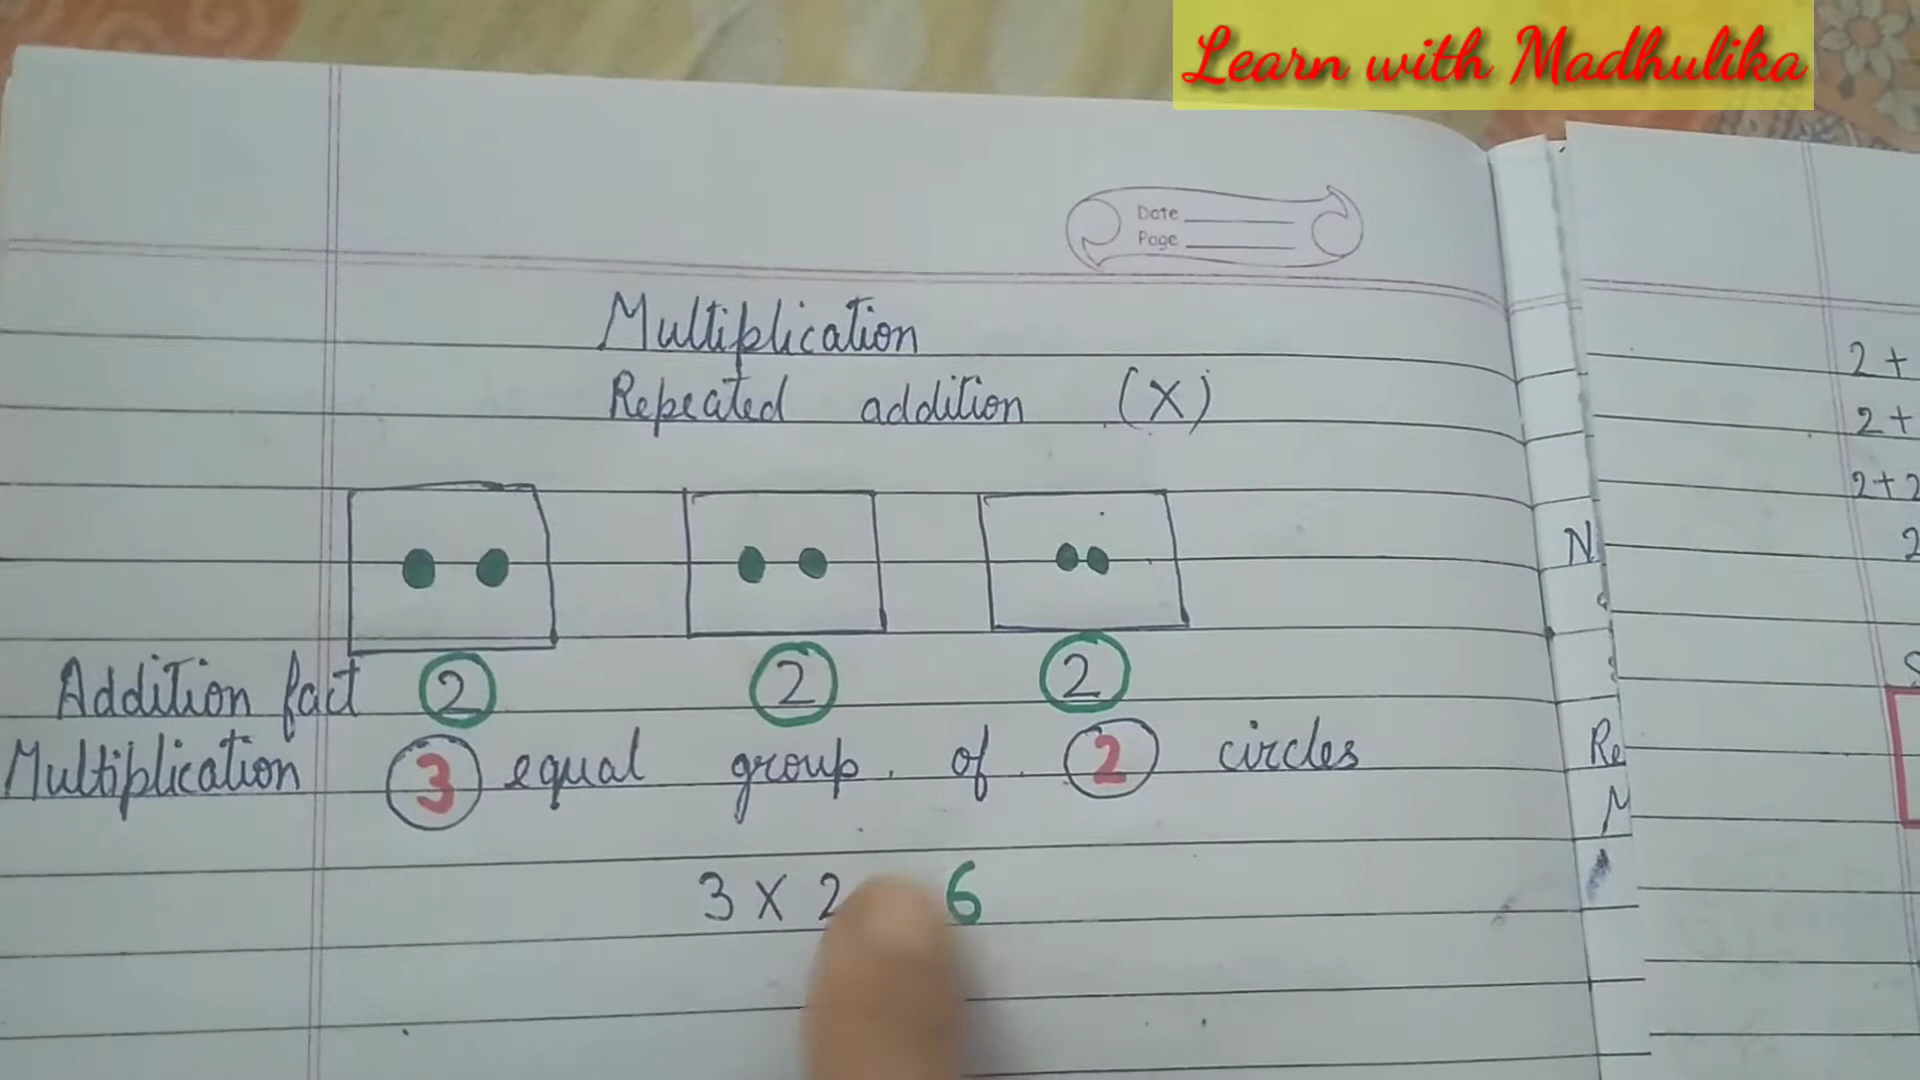 Learn with Madhulika
Date
Page
Multiplication
Repeated addition (X)
Addition fact 2 2 2
Multiplication 3 equal group of 2 circles
3 X 2 6
2 +
2 +
2 + 2
2
N
Re